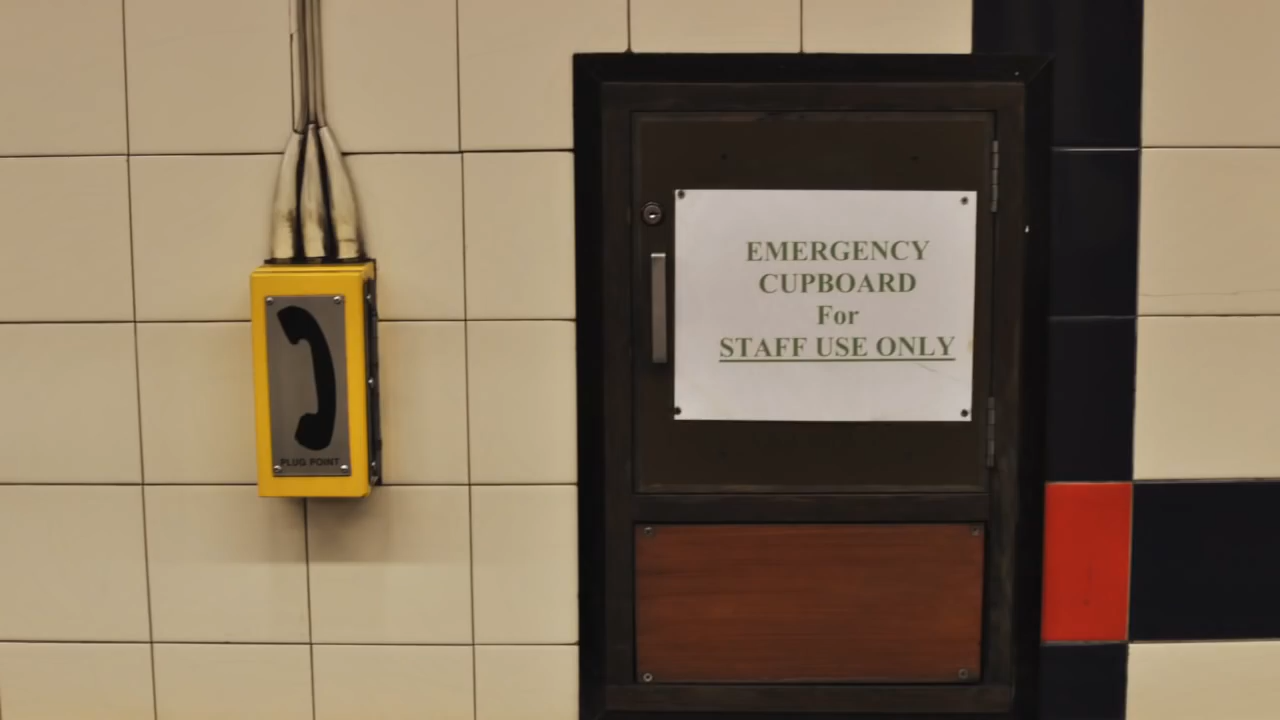 PLUG POINT
EMERGENCY
CUPBOARD
For
STAFF USE ONLY